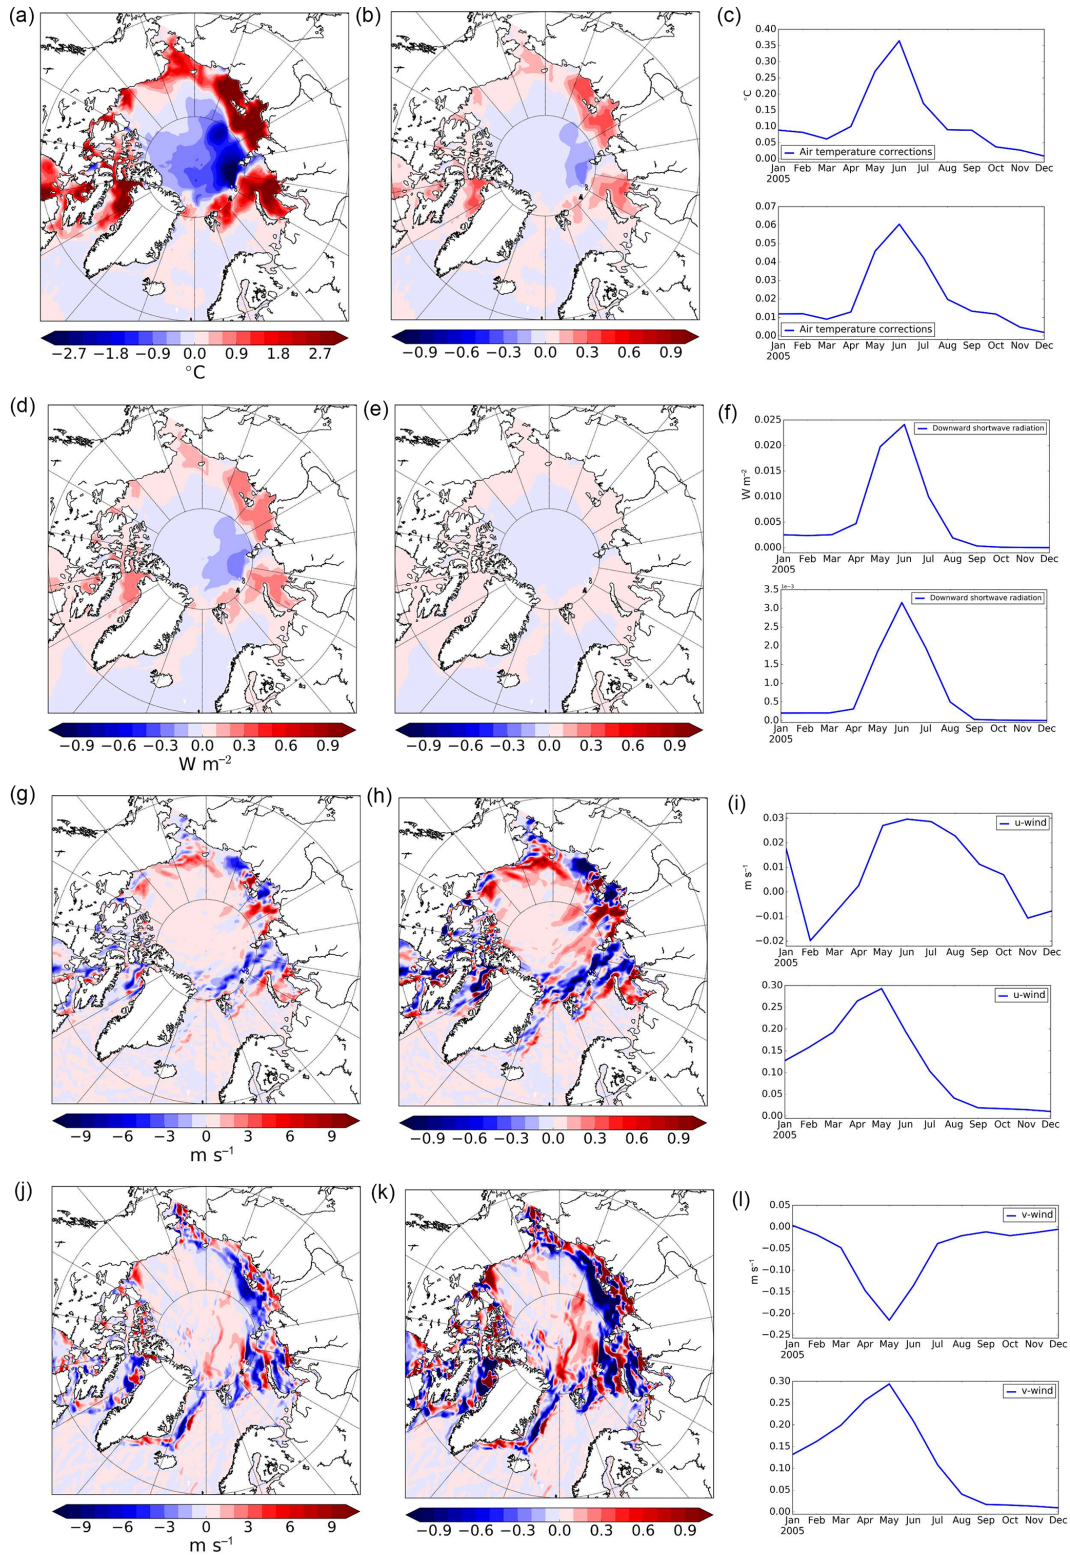 (a)
−2.7 −1.8 −0.9 0.0 0.9 1.8 2.7
°C
(b)
−0.9 −0.6 −0.3 0.0 0.3 0.6 0.9
(c)
0.40
0.35
0.30
0.25
0.20
0.15
0.10
0.05
0.00
°C
Air temperature corrections
Jan Feb Mar Apr May Jun Jul Aug Sep Oct Nov Dec
2005
0.07
0.06
0.05
0.04
0.03
0.02
0.01
0.00
Air temperature corrections
Jan Feb Mar Apr May Jun Jul Aug Sep Oct Nov Dec
2005
(d)
−0.9 −0.6 −0.3 0.0 0.3 0.6 0.9
W m⁻²
(e)
−0.9 −0.6 −0.3 0.0 0.3 0.6 0.9
(f)
0.025
0.020
0.015
0.010
0.005
0.000
W m⁻²
Downward shortwave radiation
Jan Feb Mar Apr May Jun Jul Aug Sep Oct Nov Dec
2005
1e−3
3.5
3.0
2.5
2.0
1.5
1.0
0.5
0.0
Downward shortwave radiation
Jan Feb Mar Apr May Jun Jul Aug Sep Oct Nov Dec
2005
(g)
−9 −6 −3 0 3 6 9
m s⁻¹
(h)
−0.9 −0.6 −0.3 0.0 0.3 0.6 0.9
(i)
0.03
0.02
0.01
0.00
−0.01
−0.02
m s⁻¹
u-wind
Jan Feb Mar Apr May Jun Jul Aug Sep Oct Nov Dec
2005
0.30
0.25
0.20
0.15
0.10
0.05
0.00
u-wind
Jan Feb Mar Apr May Jun Jul Aug Sep Oct Nov Dec
2005
(j)
−9 −6 −3 0 3 6 9
m s⁻¹
(k)
−0.9 −0.6 −0.3 0.0 0.3 0.6 0.9
(l)
0.05
0.00
−0.05
−0.10
−0.15
−0.20
−0.25
m s⁻¹
v-wind
Jan Feb Mar Apr May Jun Jul Aug Sep Oct Nov Dec
2005
0.30
0.25
0.20
0.15
0.10
0.05
0.00
v-wind
Jan Feb Mar Apr May Jun Jul Aug Sep Oct Nov Dec
2005